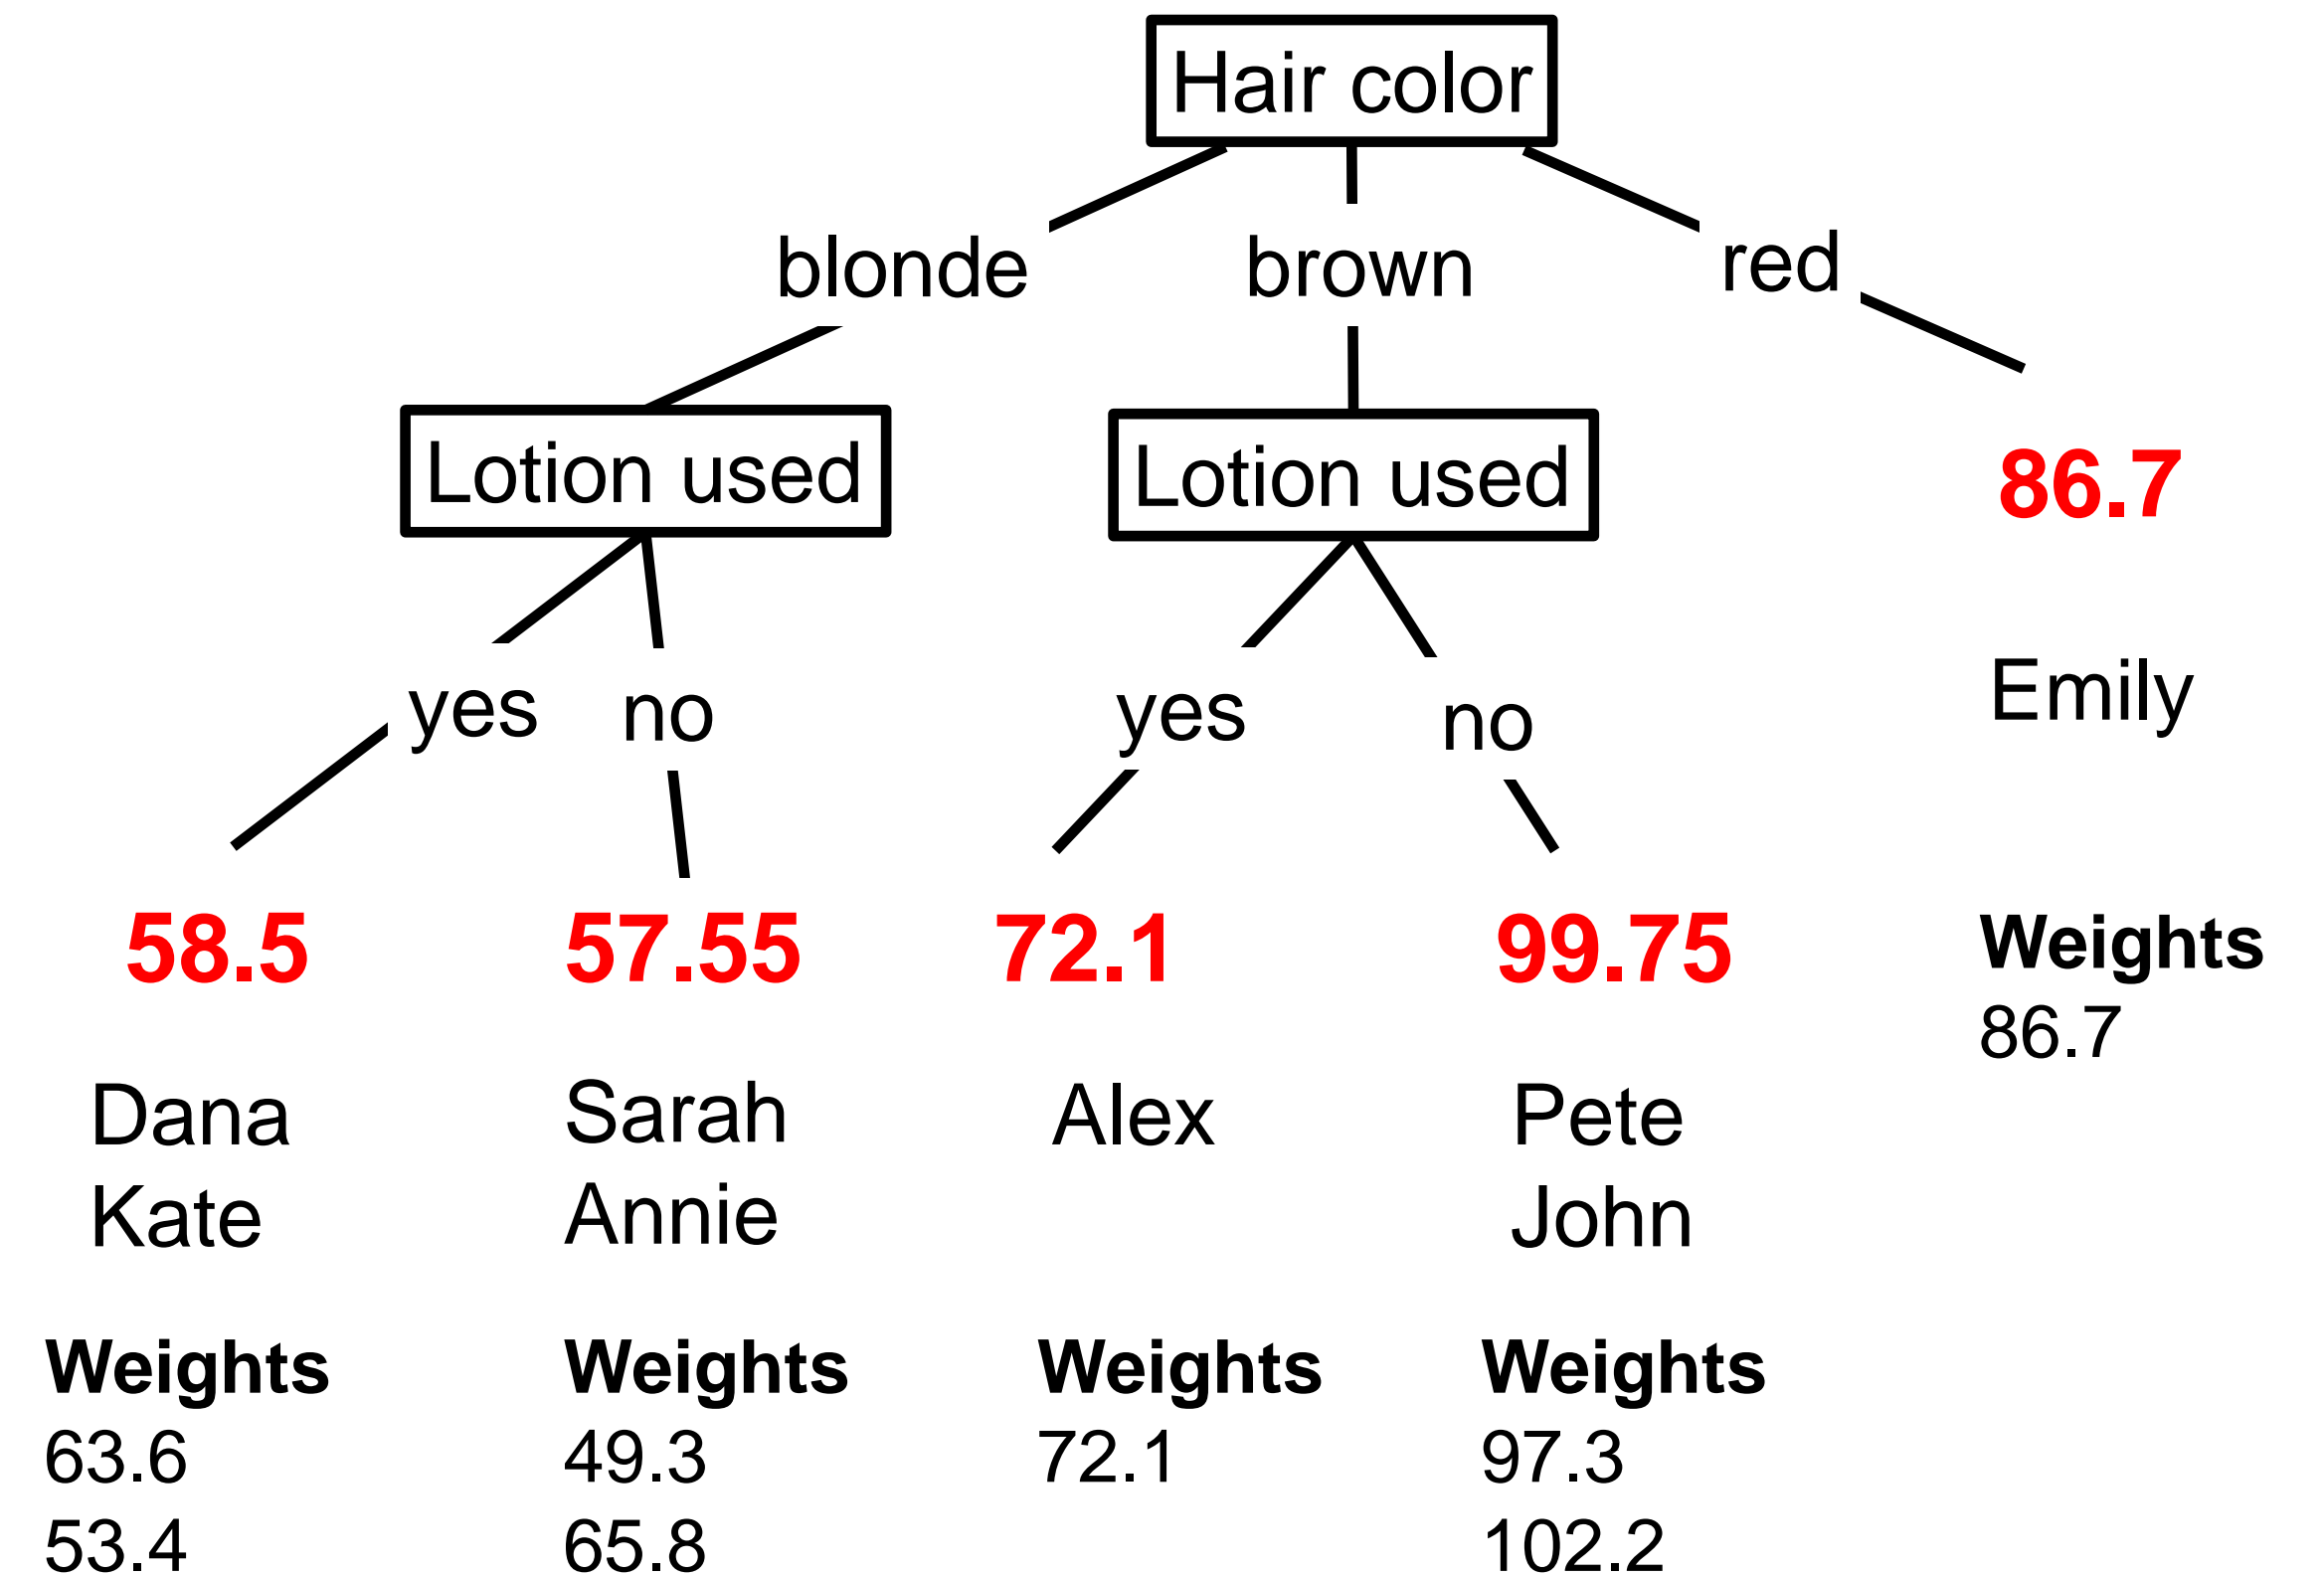 Hair color
blonde
brown
red
Lotion used
Lotion used
86.7
yes
no
yes
no
Emily
58.5
57.55
72.1
99.75
Weights
86.7
Dana
Kate
Sarah
Annie
Alex
Pete
John
Weights
63.6
53.4
Weights
49.3
65.8
Weights
72.1
Weights
97.3
102.2